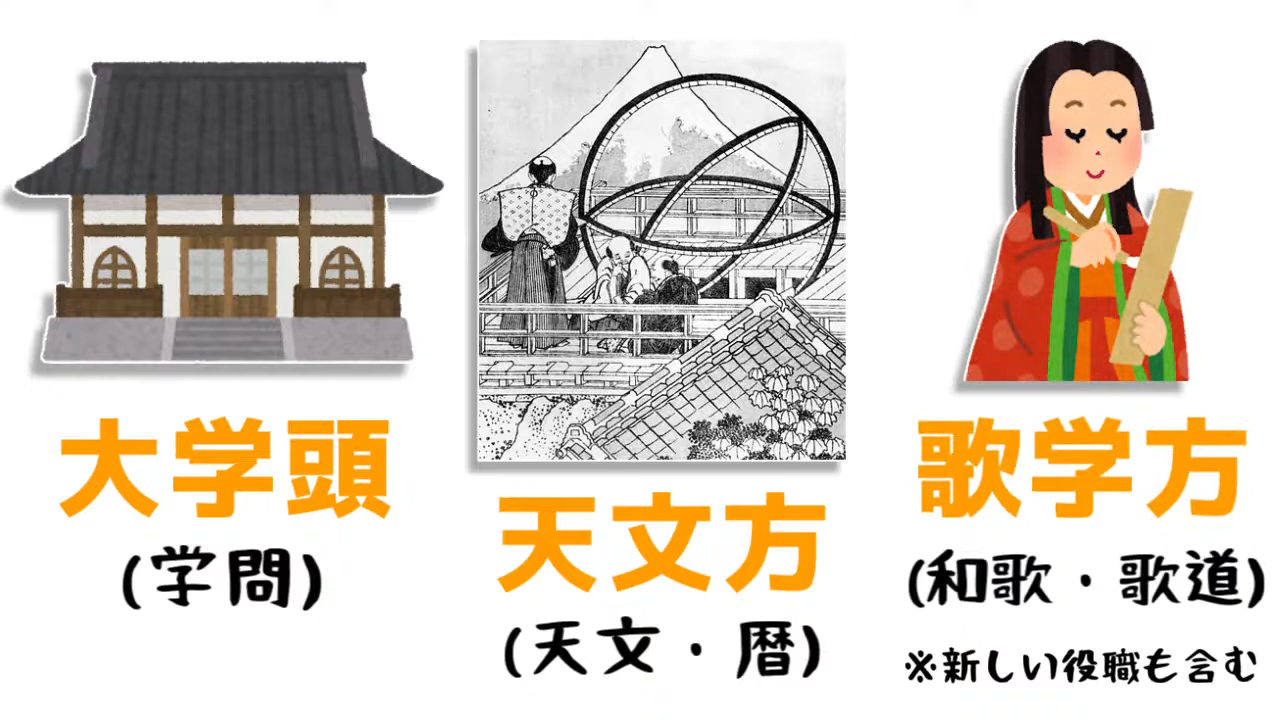 大学頭
(学問)
天文方
(天文・暦)
歌学方
(和歌・歌道)
※新しい役職も含む